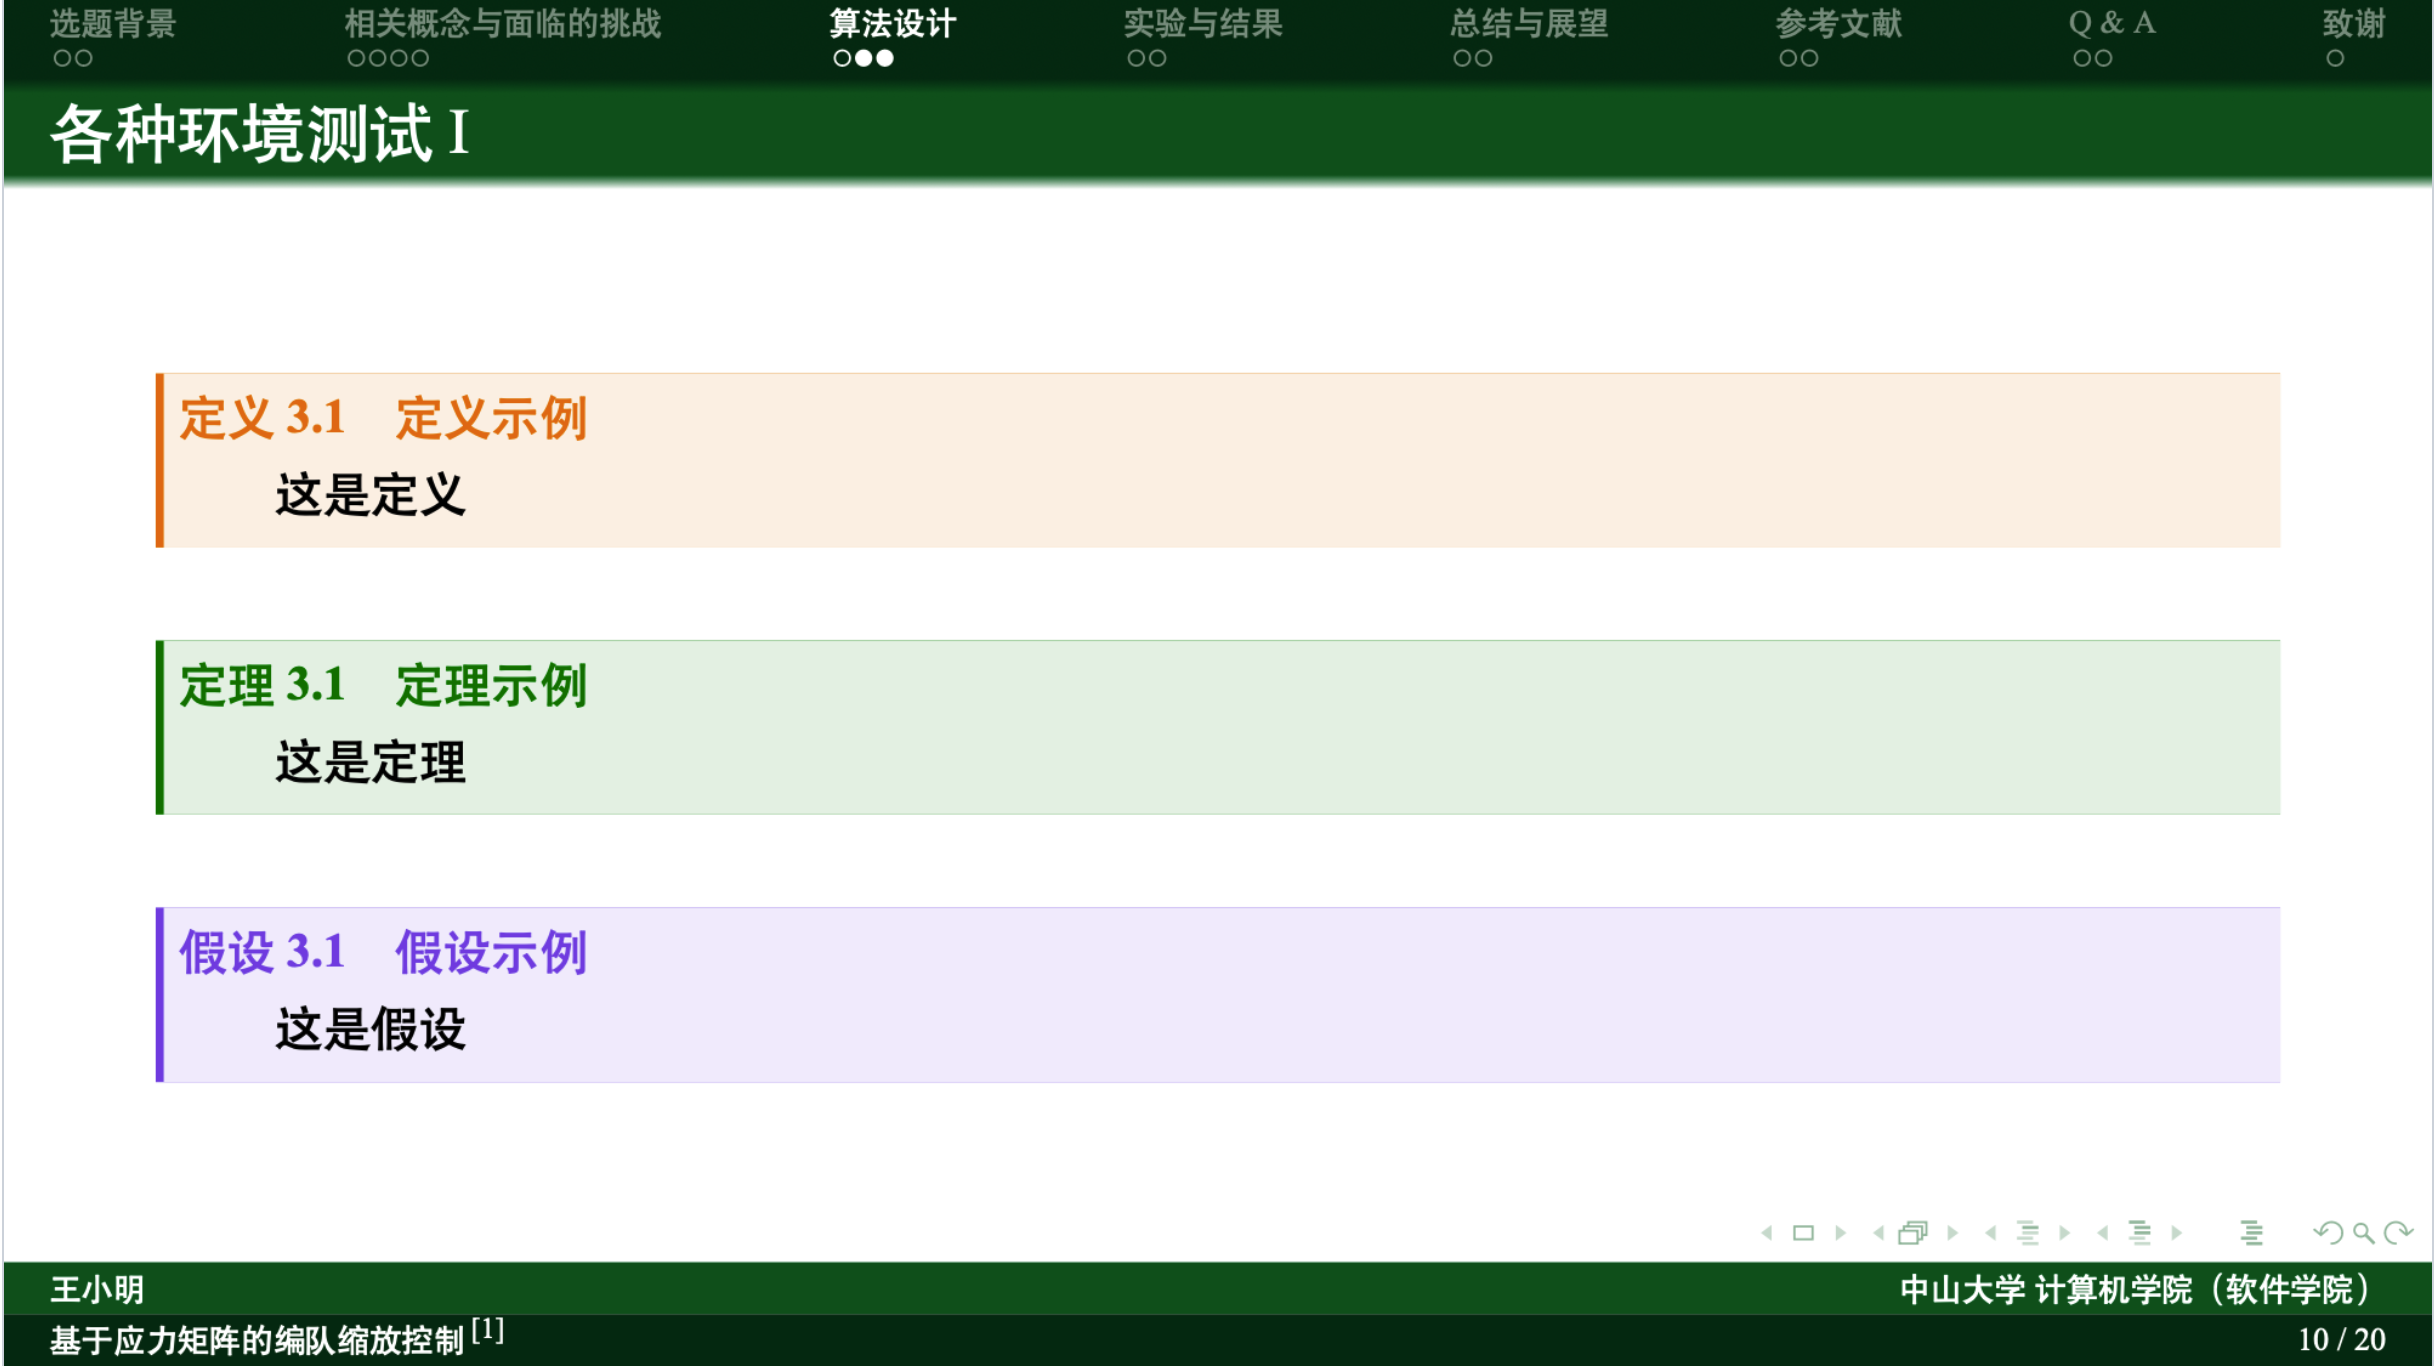 选题背景 相关概念与面临的挑战 算法设计 实验与结果 总结与展望 参考文献 Q & A 致谢
各种环境测试 I
定义 3.1 定义示例
这是定义
定理 3.1 定理示例
这是定理
假设 3.1 假设示例
这是假设
王小明 中山大学 计算机学院（软件学院）
基于应力矩阵的编队缩放控制[1] 10 / 20